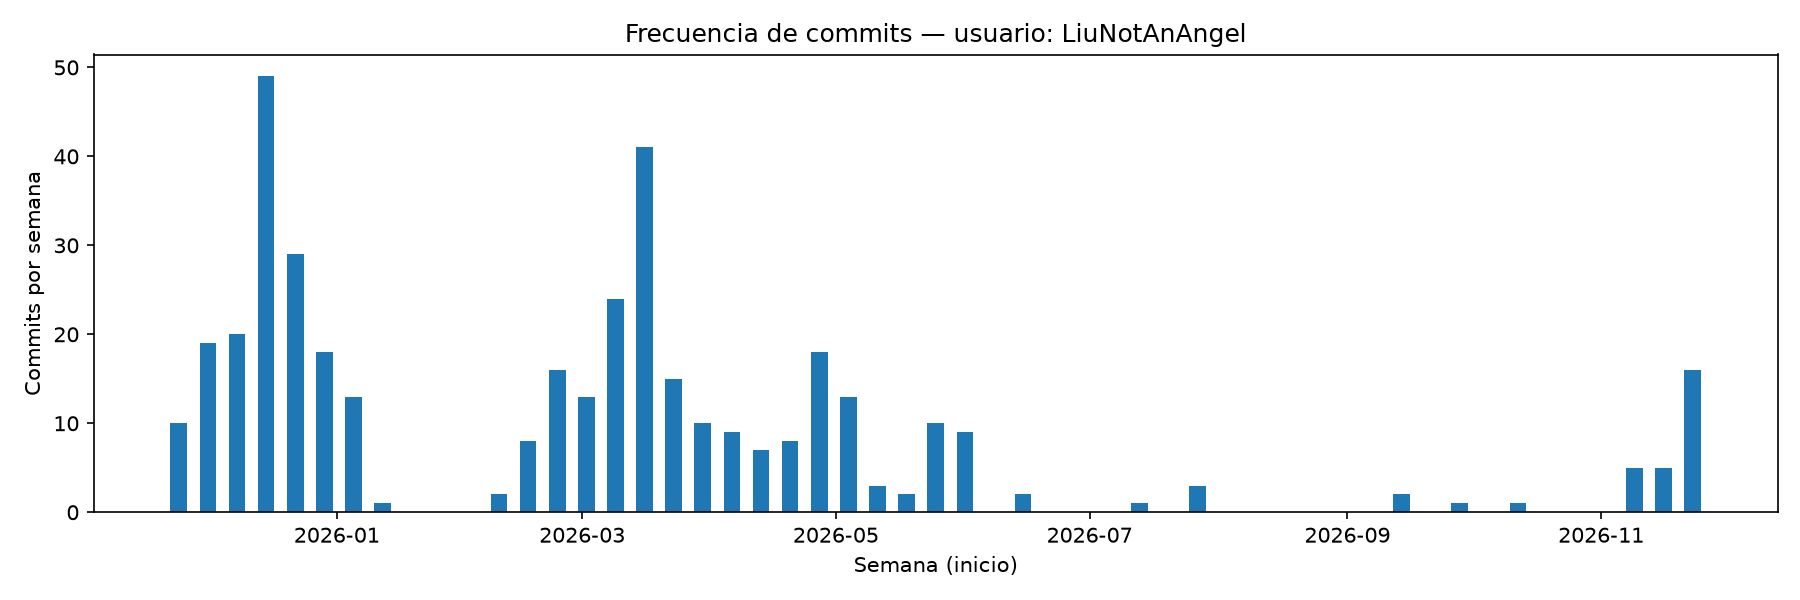 Frecuencia de commits — usuario: LiuNotAnAngel
50
40
30
20
10
0
Commits por semana
2026-01 2026-03 2026-05 2026-07 2026-09 2026-11
Semana (inicio)